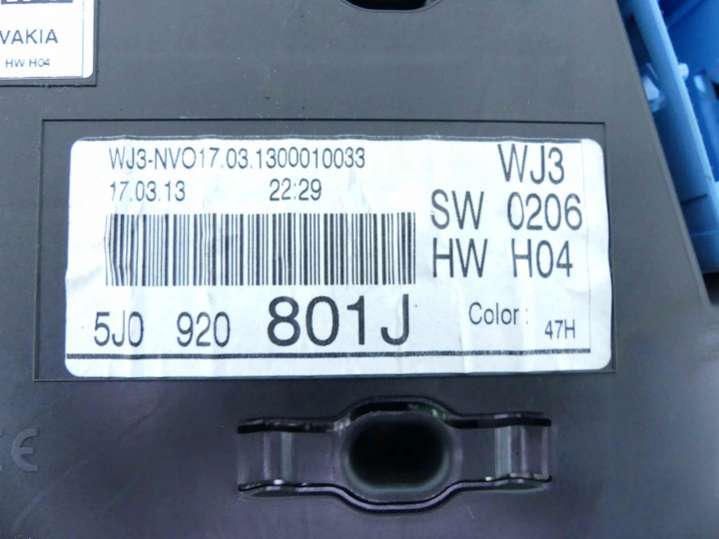 VAKIA
HW H04
WJ3-NVO17.03.1300010033
17.03.13 22:29
WJ3
SW 0206
HW H04
5J0 920 801J
Color: 47H
CE